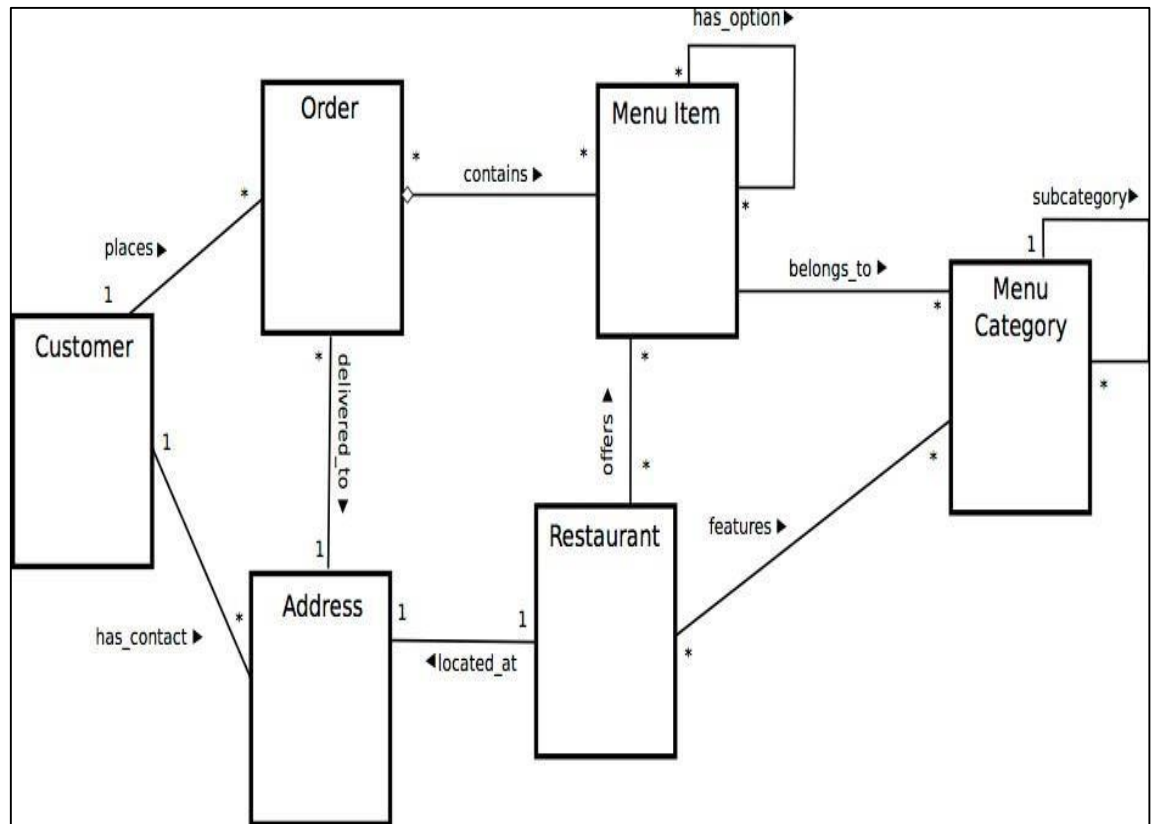 has_option▶
*
Order
Menu Item
*
*
contains ▶
*
*
*
subcategory▶
places▶
1
belongs_to ▶
1
*
Menu
Category
Customer
*
delivered_to ▶
*
*
1
offers ▶
*
*
features▶
Restaurant
1
Address
1
1
*
has_contact ▶
◀located_at
*